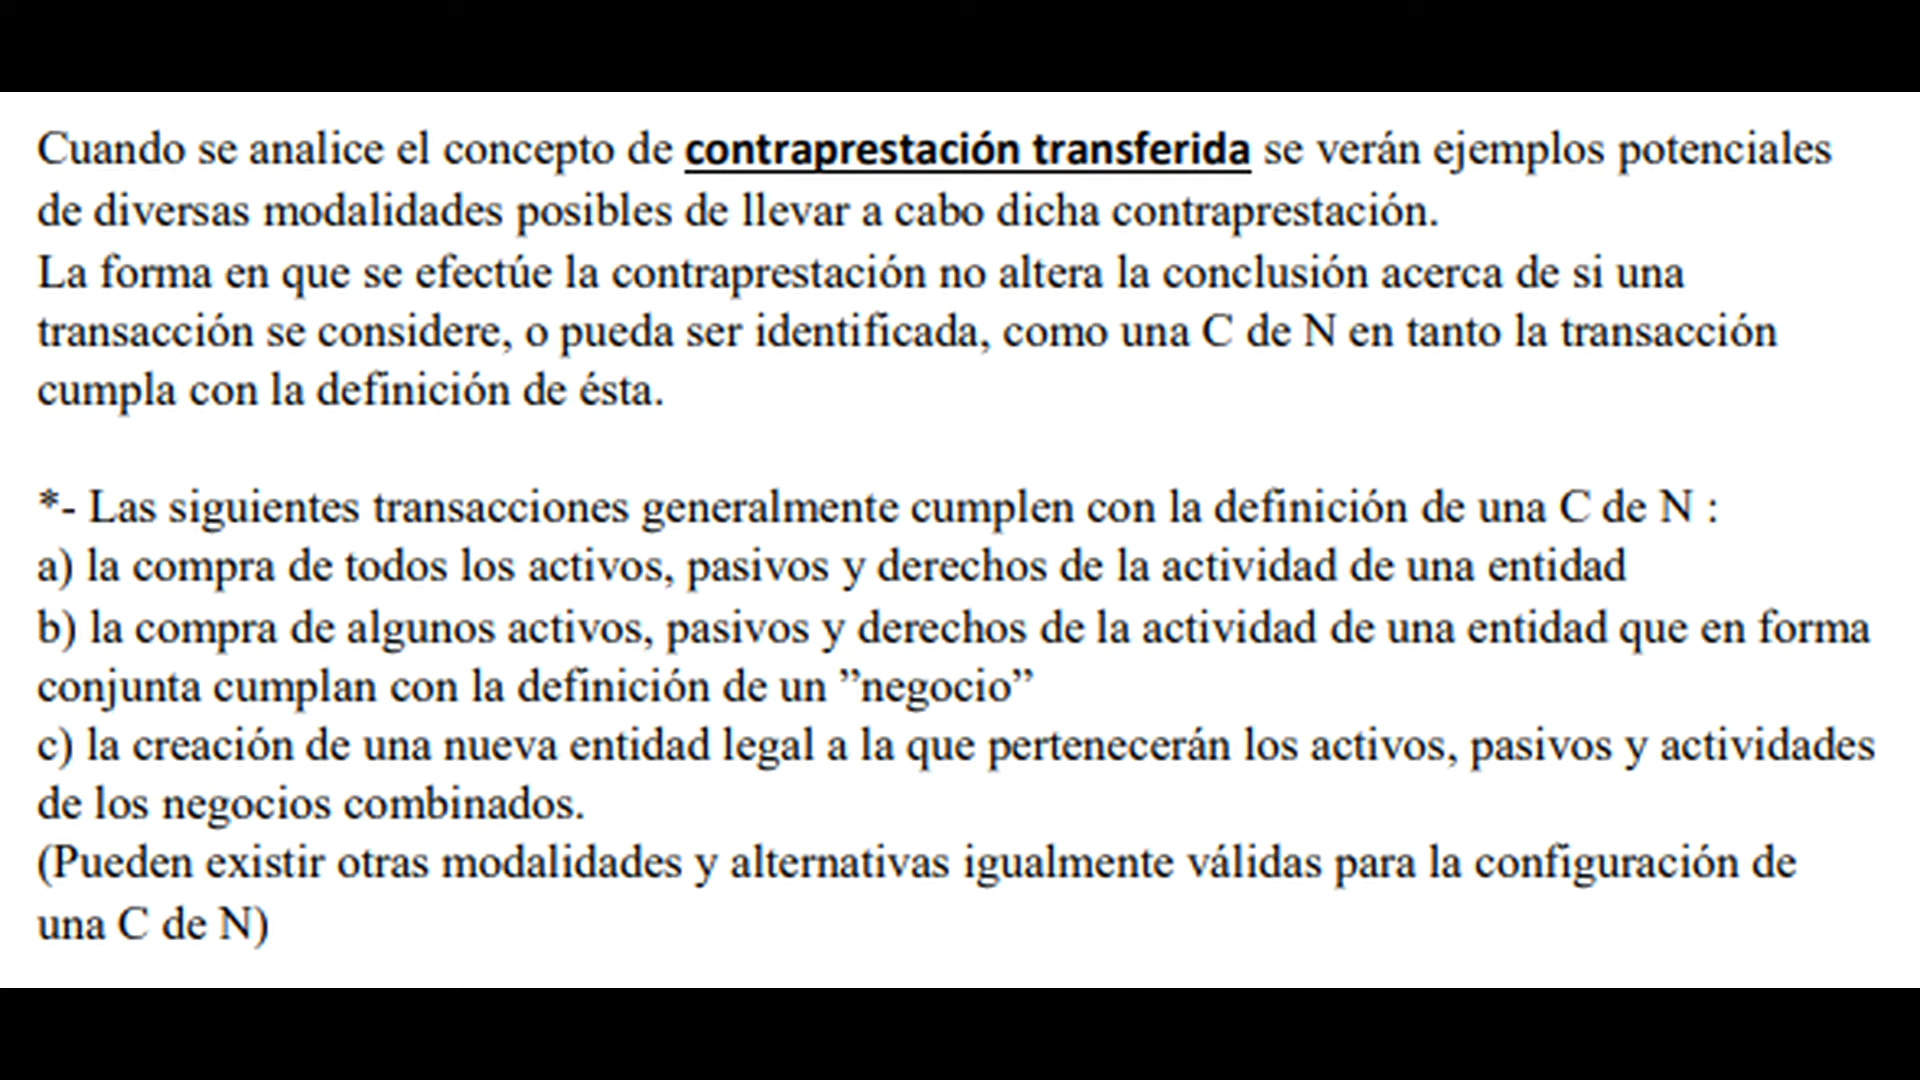 Cuando se analice el concepto de contraprestación transferida se verán ejemplos potenciales
de diversas modalidades posibles de llevar a cabo dicha contraprestación.
La forma en que se efectúe la contraprestación no altera la conclusión acerca de si una
transacción se considere, o pueda ser identificada, como una C de N en tanto la transacción
cumpla con la definición de ésta.
*- Las siguientes transacciones generalmente cumplen con la definición de una C de N :
a) la compra de todos los activos, pasivos y derechos de la actividad de una entidad
b) la compra de algunos activos, pasivos y derechos de la actividad de una entidad que en forma
conjunta cumplan con la definición de un ”negocio”
c) la creación de una nueva entidad legal a la que pertenecerán los activos, pasivos y actividades
de los negocios combinados.
(Pueden existir otras modalidades y alternativas igualmente válidas para la configuración de
una C de N)